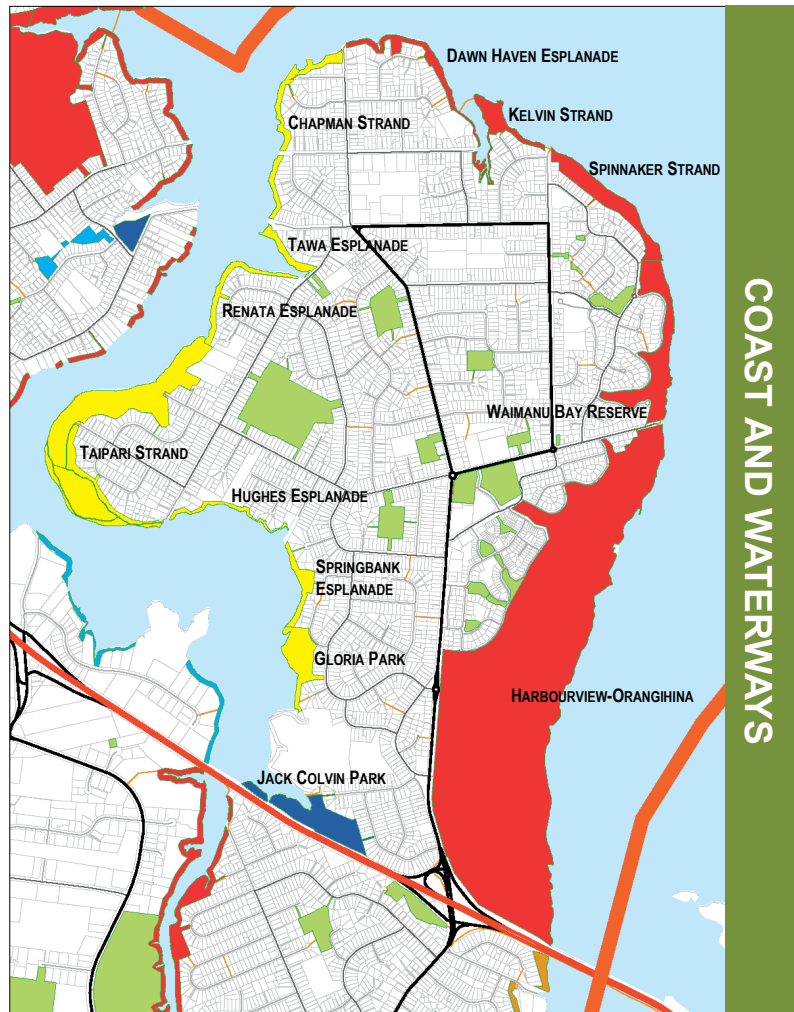 DAWN HAVEN ESPLANADE
KELVIN STRAND
CHAPMAN STRAND
SPINNAKER STRAND
TAWA ESPLANADE
RENATA ESPLANADE
WAIMANU BAY RESERVE
TAIPARI STRAND
HUGHES ESPLANADE
SPRINGBANK
ESPLANADE
GLORIA PARK
HARBOURVIEW-ORANGIHINA
JACK COLVIN PARK
COAST AND WATERWAYS